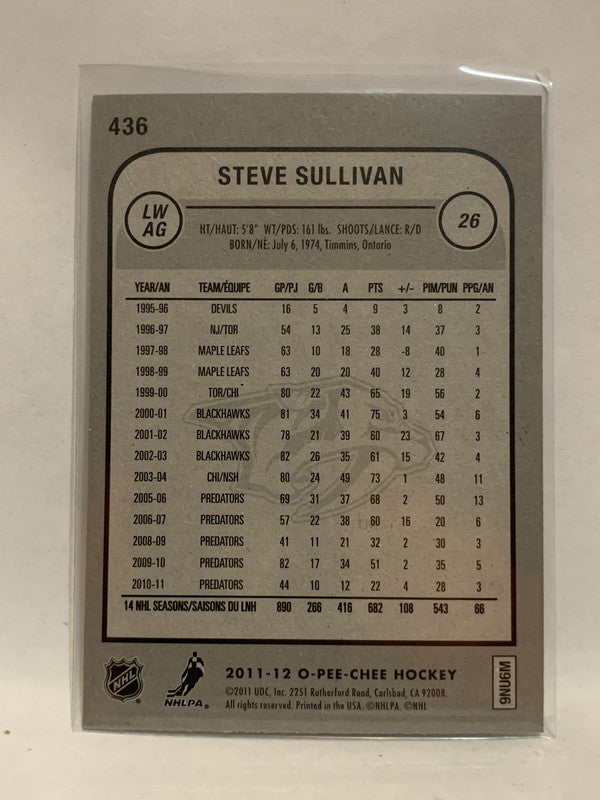 436
STEVE SULLIVAN
LW
AG
26
HT/HAUT: 5'8" WT/PDS: 161 lbs. SHOOTS/LANCE: R/D
BORN/NÉ: July 6, 1974, Timmins, Ontario
YEAR/AN TEAM/ÉQUIPE GP/PJ G/B A PTS +/- PIM/PUN PPG/AN
1995-96 DEVILS 16 5 4 9 3 8 2
1996-97 NJ/TOR 54 13 25 38 14 37 3
1997-98 MAPLE LEAFS 63 10 18 28 -8 40 1
1998-99 MAPLE LEAFS 63 20 20 40 12 28 4
1999-00 TOR/CHI 80 22 43 65 19 56 2
2000-01 BLACKHAWKS 81 34 41 75 3 54 6
2001-02 BLACKHAWKS 78 21 39 60 23 67 3
2002-03 BLACKHAWKS 82 26 35 61 15 42 4
2003-04 CHI/NSH 80 24 49 73 1 48 11
2005-06 PREDATORS 69 31 37 68 2 50 13
2006-07 PREDATORS 57 22 38 60 16 20 6
2008-09 PREDATORS 41 11 21 32 2 30 3
2009-10 PREDATORS 82 17 34 51 2 35 5
2010-11 PREDATORS 44 10 12 22 4 28 3
14 NHL SEASONS/SAISONS DU LNH 890 266 416 682 108 543 66
NHL
NHLPA.
2011-12 O-PEE-CHEE HOCKEY
©2011 UDC, Inc. 2251 Rutherford Road, Carlsbad, CA 92008.
All rights reserved. Printed in the USA. ©NHLPA. ©NHL
9NU6M